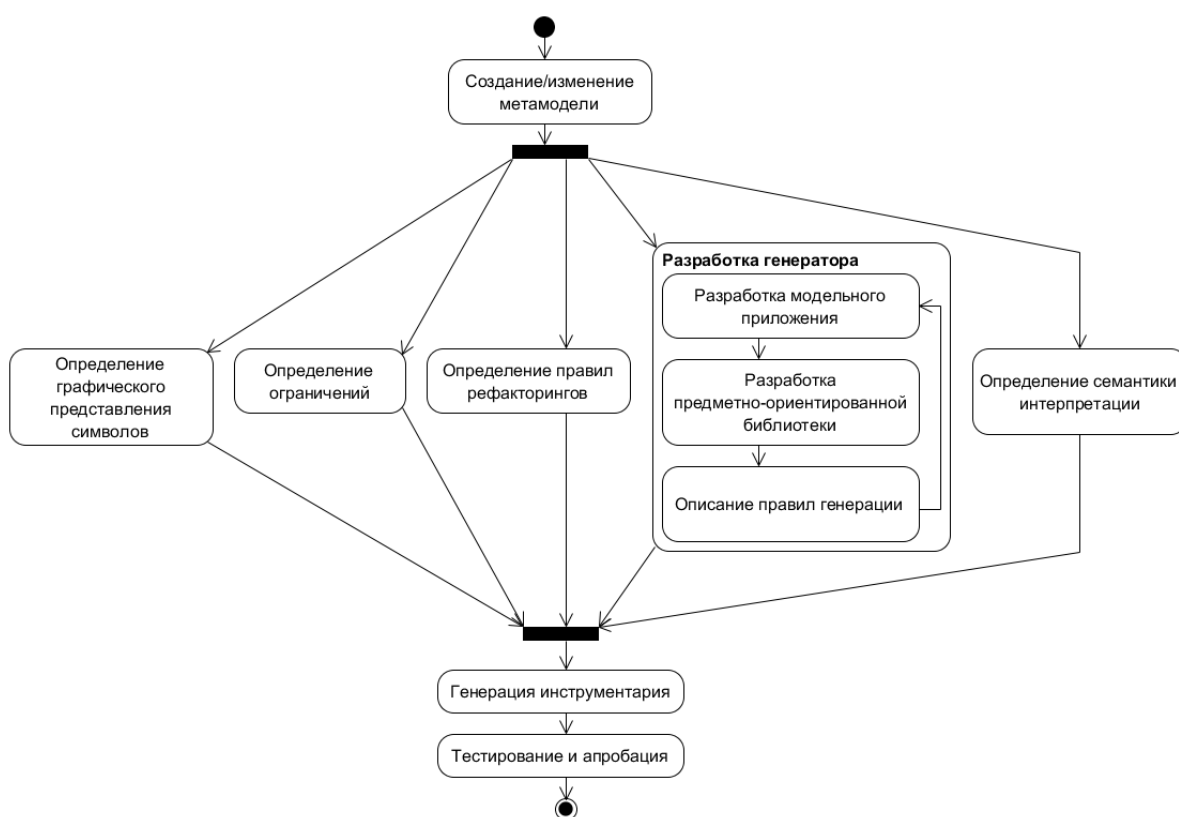 Создание/изменение
метамодели
Разработка генератора
Разработка модельного
приложения
Определение
графического
представления
символов
Определение
ограничений
Определение правил
рефакторингов
Разработка
предметно-ориентированной
библиотеки
Определение семантики
интерпретации
Описание правил генерации
Генерация инструментария
Тестирование и апробация